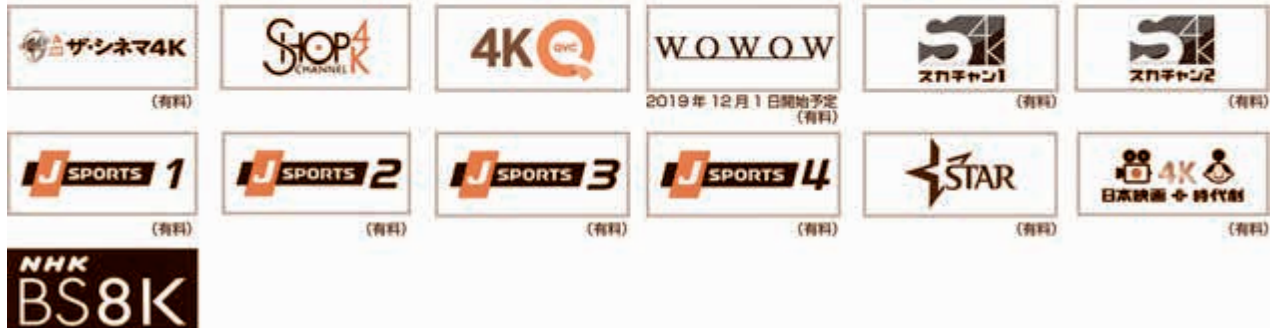 ザ・シネマ4K
SHOP CHANNEL 4K
4K QVC
WOWOW
S4K
スカチャン1
S4K
スカチャン2
(有料)
2019年12月1日開始予定
(有料)
(有料)
(有料)
J SPORTS 1
J SPORTS 2
J SPORTS 3
J SPORTS 4
STAR
4K
日本映画+時代劇
(有料)
(有料)
(有料)
(有料)
(有料)
(有料)
NHK
BS8K